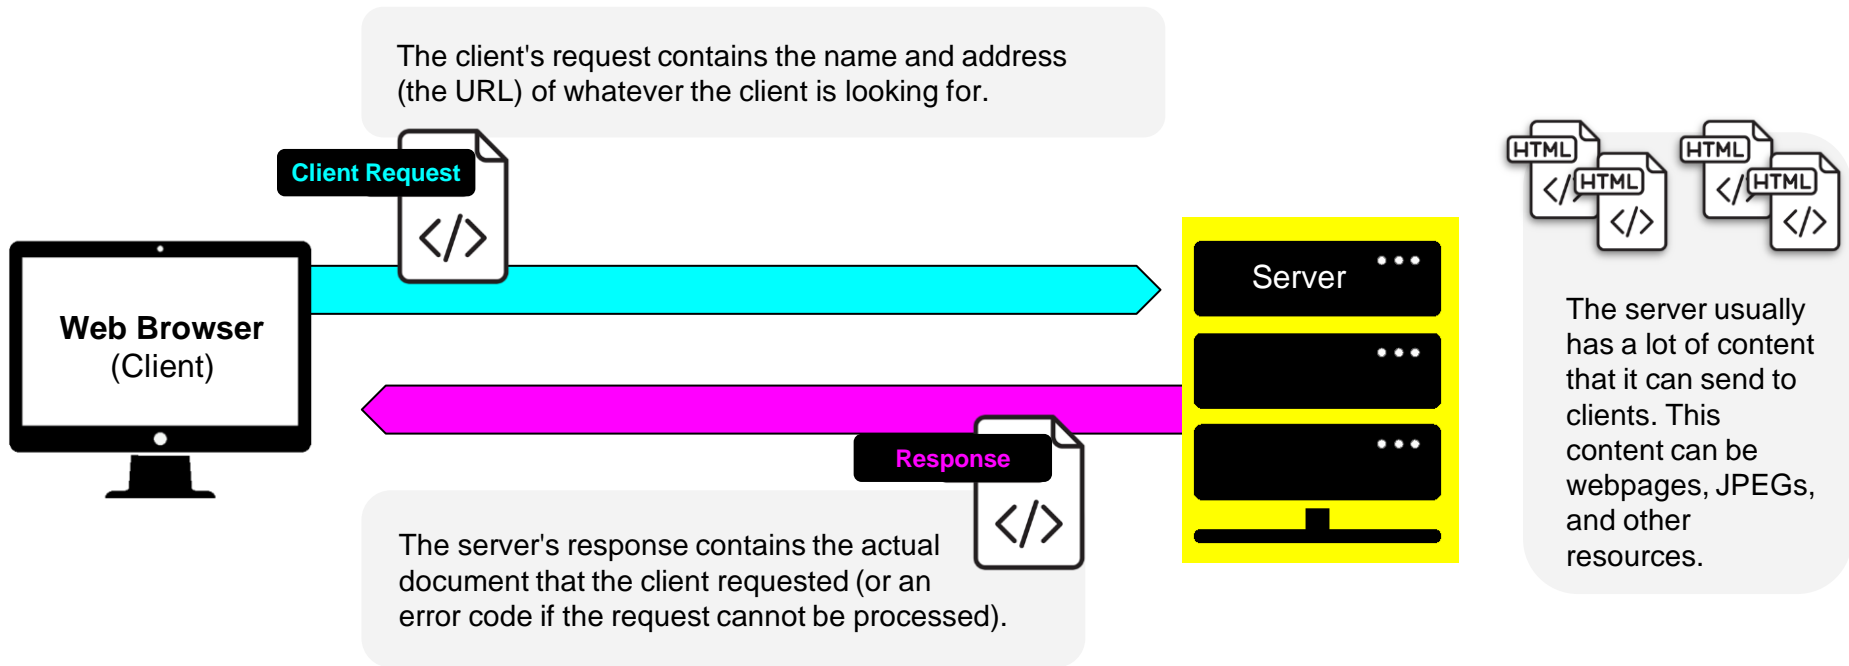 The client's request contains the name and address
(the URL) of whatever the client is looking for.
Client Request
</>
Web Browser
(Client)
Server
Response
</>
The server's response contains the actual
document that the client requested (or an
error code if the request cannot be processed).
HTML
</>
HTML
</>
HTML
</>
HTML
</>
The server usually
has a lot of content
that it can send to
clients. This
content can be
webpages, JPEGs,
and other
resources.